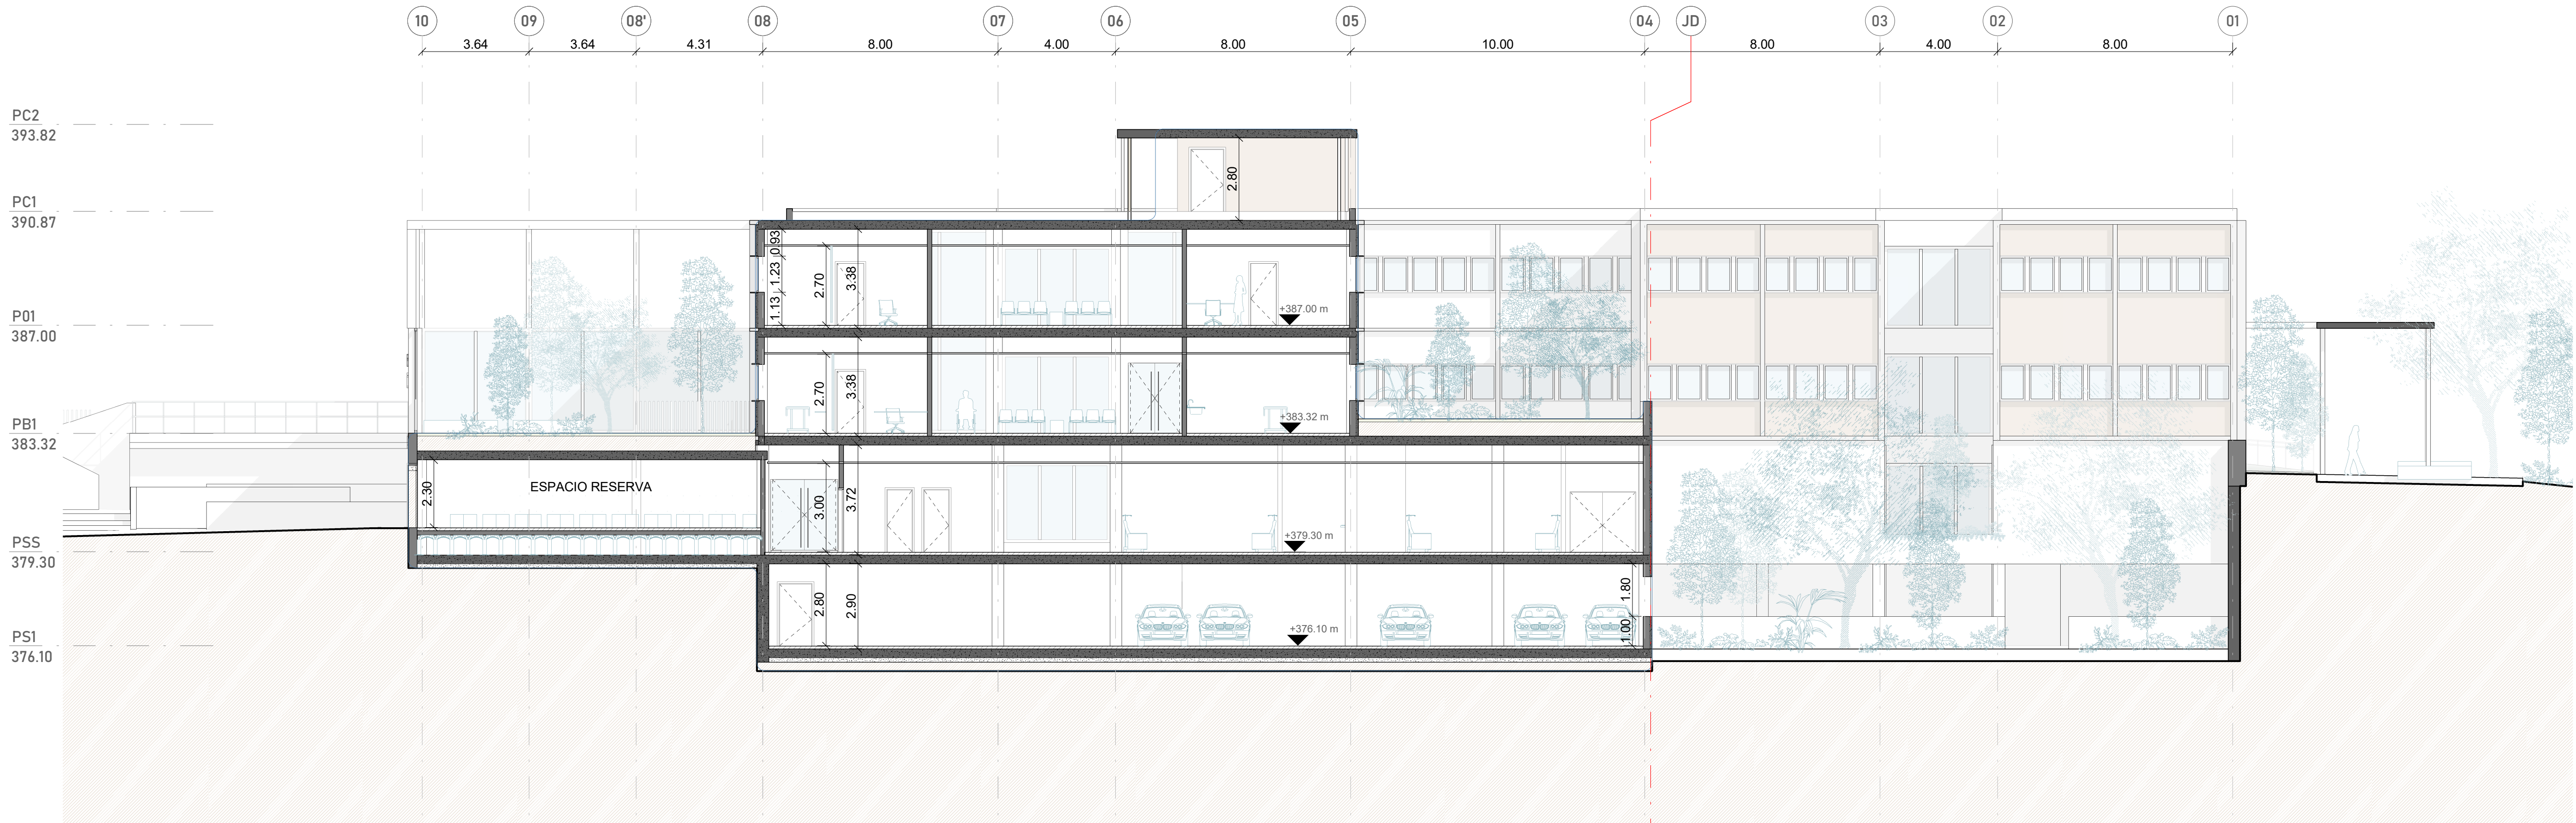 10 09 08' 08 07 06 05 04 JD 03 02 01
3.64 3.64 4.31 8.00 4.00 8.00 10.00 8.00 4.00 8.00
PC2
393.82
2.80
PC1
390.87
0.93
1.23
1.13
2.70
3.38
+387.00 m
P01
387.00
2.70
3.38
+383.32 m
PB1
383.32
2.30
ESPACIO RESERVA
3.00
3.72
+379.30 m
PSS
379.30
2.80
2.90
1.80
1.00
+376.10 m
PS1
376.10